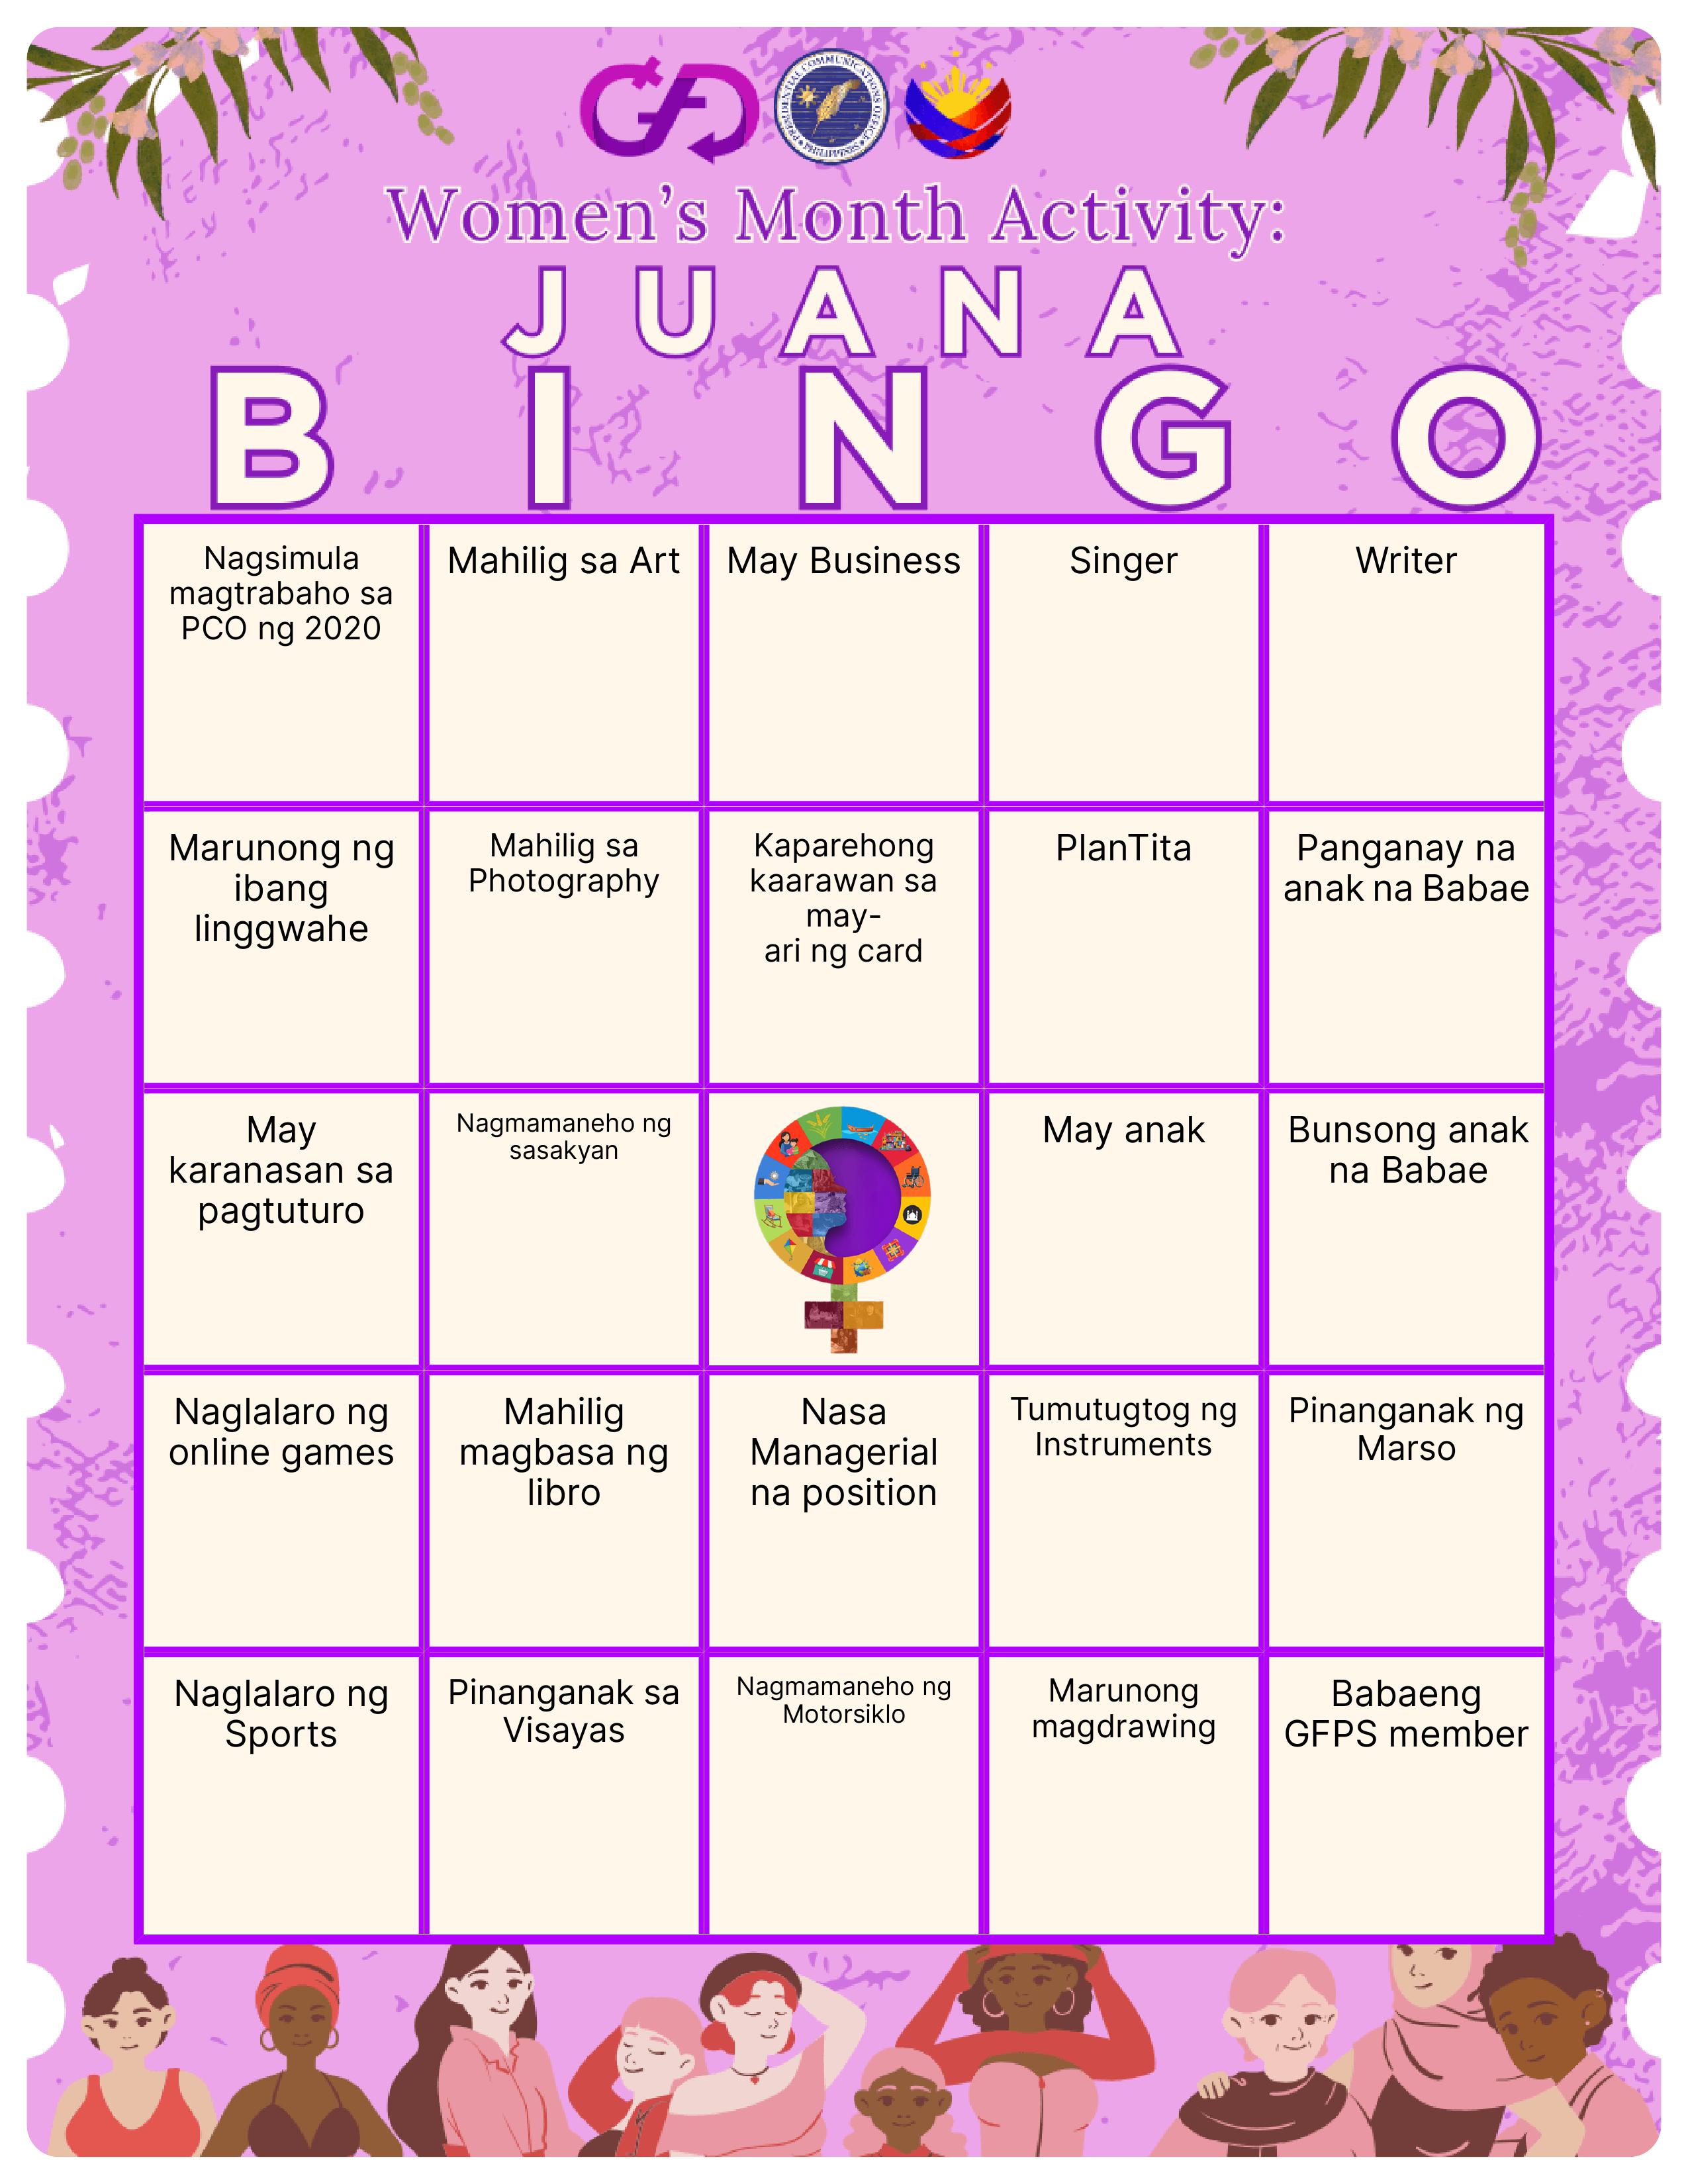 PRESIDENTIAL COMMUNICATIONS OFFICE
PHILIPPINES
Women's Month Activity:
JUANA
BINGO
Nagsimula
magtrabaho sa
PCO ng 2020
Mahilig sa Art
May Business
Singer
Writer
Marunong ng
ibang
linggwahe
Mahilig sa
Photography
Kaparehong
kaarawan sa
may-
ari ng card
PlanTita
Panganay na
anak na Babae
May
karanasan sa
pagtuturo
Nagmamaneho ng
sasakyan
May anak
Bunsong anak
na Babae
Naglalaro ng
online games
Mahilig
magbasa ng
libro
Nasa
Managerial
na position
Tumutugtog ng
Instruments
Pinanganak ng
Marso
Naglalaro ng
Sports
Pinanganak sa
Visayas
Nagmamaneho ng
Motorsiklo
Marunong
magdrawing
Babaeng
GFPS member